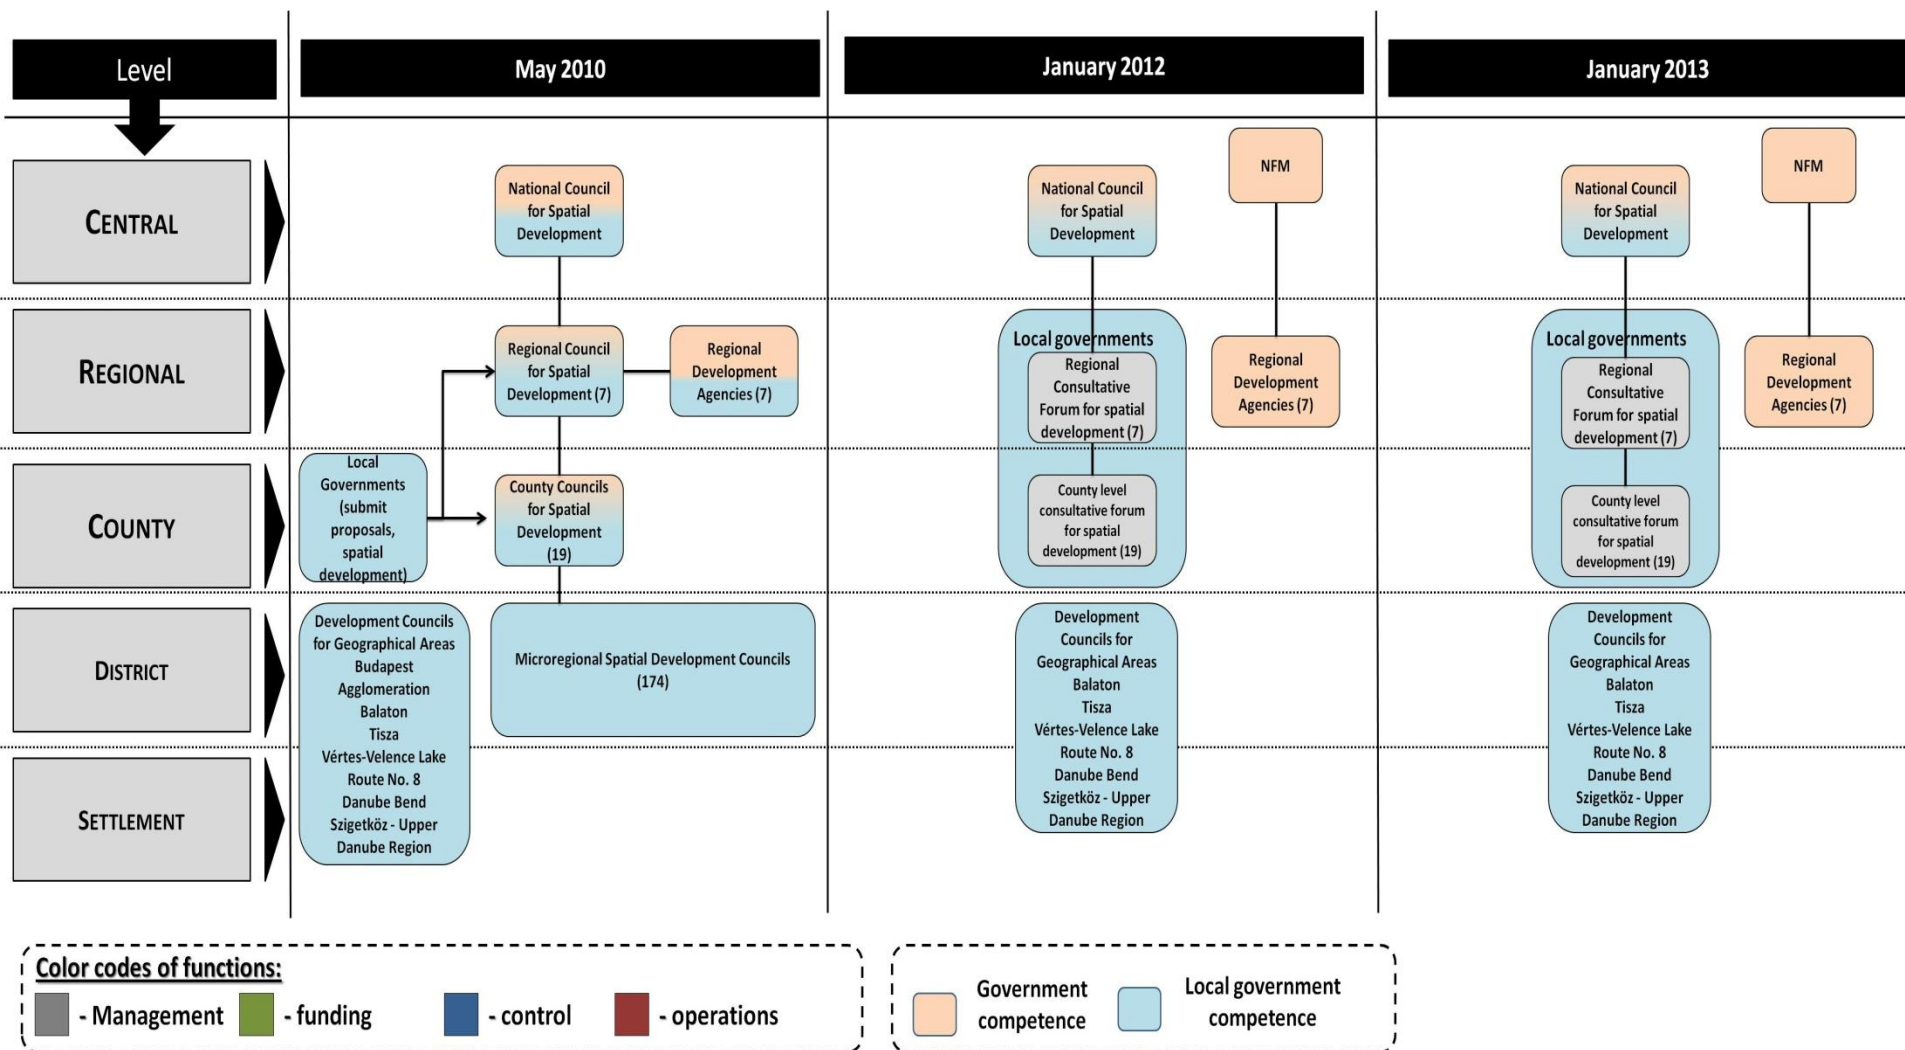 Level
May 2010
January 2012
January 2013
CENTRAL
National Council
for Spatial
Development
National Council
for Spatial
Development
NFM
National Council
for Spatial
Development
NFM
REGIONAL
Regional Council
for Spatial
Development (7)
Regional
Development
Agencies (7)
Local governments
Regional
Consultative
Forum for spatial
development (7)
Regional
Development
Agencies (7)
Local governments
Regional
Consultative
Forum for spatial
development (7)
Regional
Development
Agencies (7)
COUNTY
Local
Governments
(submit
proposals,
spatial
development)
County Councils
for Spatial
Development
(19)
County level
consultative forum
for spatial
development (19)
County level
consultative forum
for spatial
development (19)
DISTRICT
Development Councils
for Geographical Areas
Budapest
Agglomeration
Balaton
Tisza
Vértes-Velence Lake
Route No. 8
Danube Bend
Szigetköz - Upper
Danube Region
Microregional Spatial Development Councils
(174)
Development
Councils for
Geographical Areas
Balaton
Tisza
Vértes-Velence Lake
Route No. 8
Danube Bend
Szigetköz - Upper
Danube Region
Development
Councils for
Geographical Areas
Balaton
Tisza
Vértes-Velence Lake
Route No. 8
Danube Bend
Szigetköz - Upper
Danube Region
SETTLEMENT
Color codes of functions:
- Management
- funding
- control
- operations
Government
competence
Local government
competence